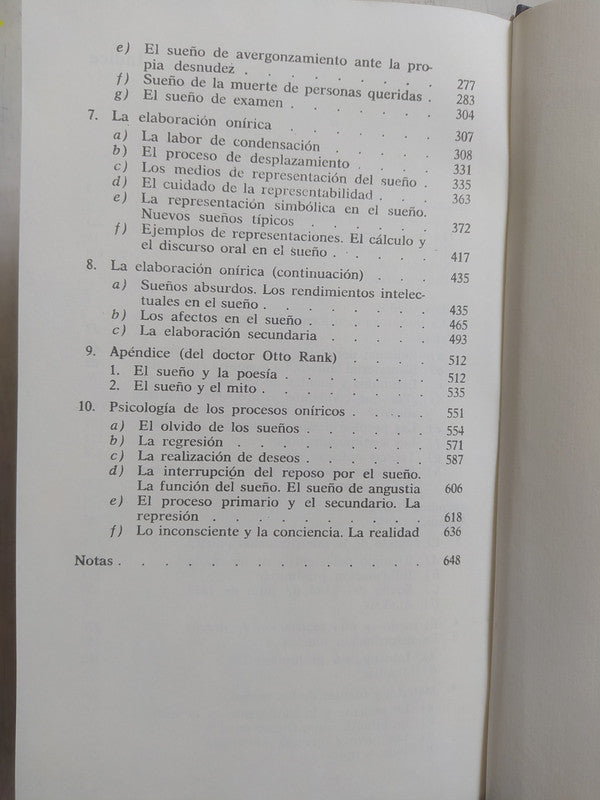 e) El sueño de avergonzamiento ante la pro-
pia desnudez . . . . . . . . 277
f) Sueño de la muerte de personas queridas . 283
g) El sueño de examen . . . . . . . 304
7. La elaboración onírica . . . . . . . 307
a) La labor de condensación . . . . . 308
b) El proceso de desplazamiento . . . . 331
c) Los medios de representación del sueño . 335
d) El cuidado de la representabilidad . . . 363
e) La representación simbólica en el sueño.
Nuevos sueños típicos . . . . . . 372
f) Ejemplos de representaciones. El cálculo y
el discurso oral en el sueño . . . . . 417
8. La elaboración onírica (continuación) . . . 435
a) Sueños absurdos. Los rendimientos intelec-
tuales en el sueño . . . . . . . . 435
b) Los afectos en el sueño . . . . . . 465
c) La elaboración secundaria . . . . . 493
9. Apéndice (del doctor Otto Rank) . . . . 512
1. El sueño y la poesía . . . . . . . 512
2. El sueño y el mito . . . . . . . . 535
10. Psicología de los procesos oníricos . . . . 551
a) El olvido de los sueños . . . . . . 554
b) La regresión . . . . . . . . . 571
c) La realización de deseos . . . . . . 587
d) La interrupción del reposo por el sueño.
La función del sueño. El sueño de angustia 606
e) El proceso primario y el secundario. La
represión . . . . . . . . . . 618
f) Lo inconsciente y la conciencia. La realidad 636
Notas . . . . . . . . . . . . . . 648